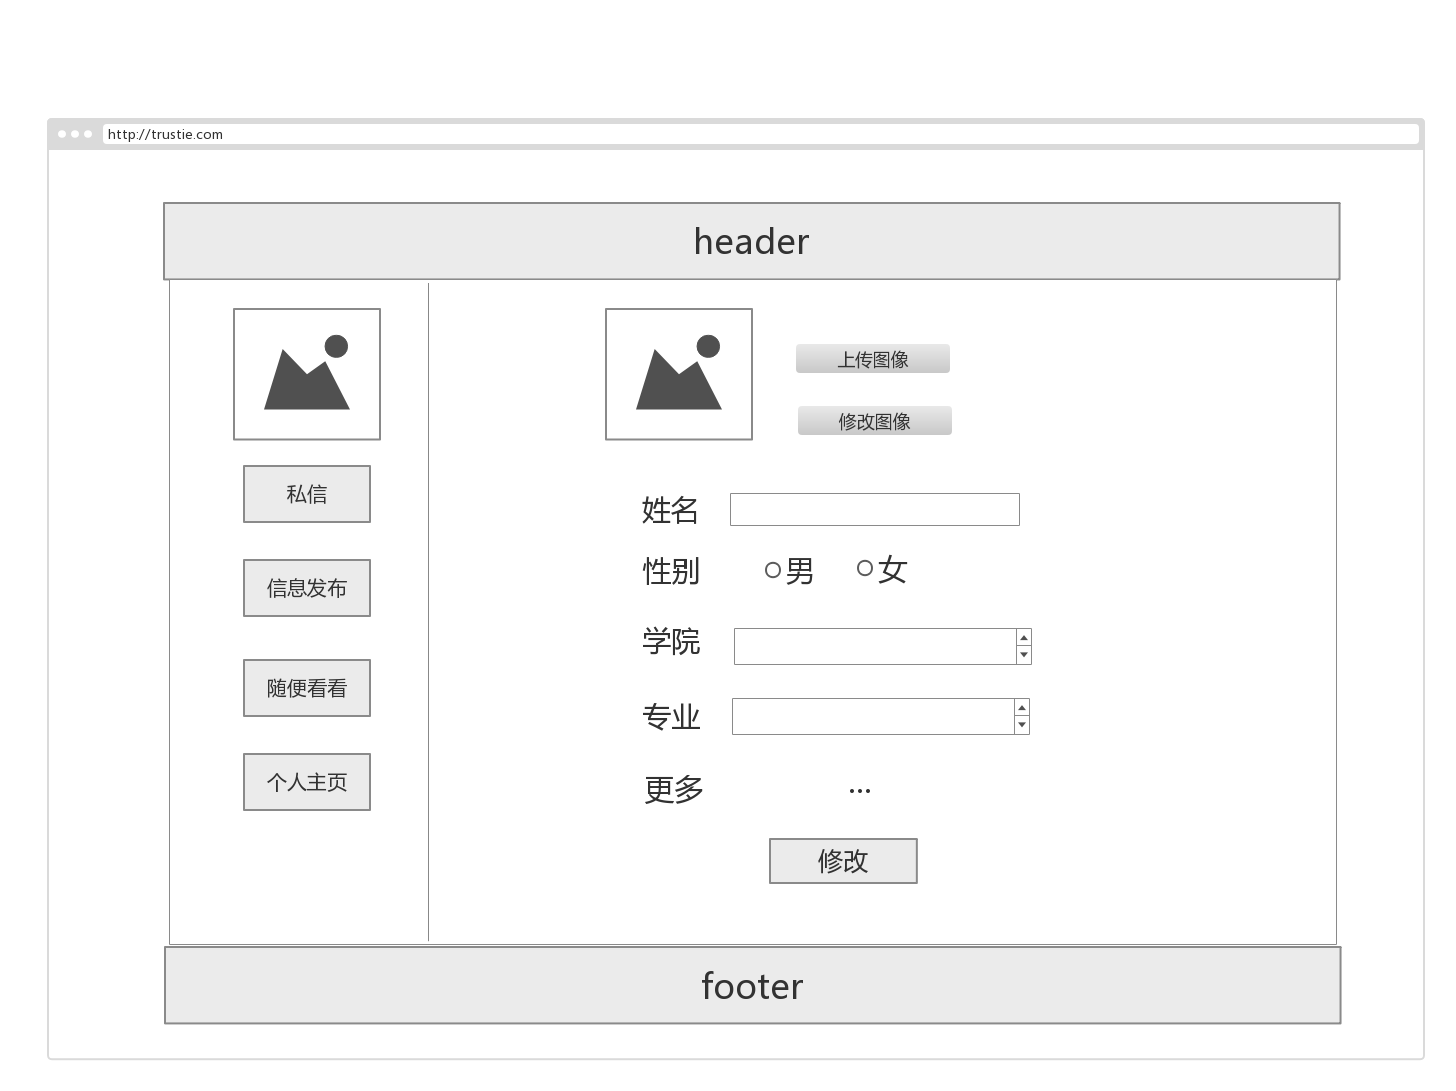 http://trustie.com
header
上传图像
修改图像
私信
信息发布
随便看看
个人主页
姓名
性别 男 女
学院
专业
更多 ...
修改
footer